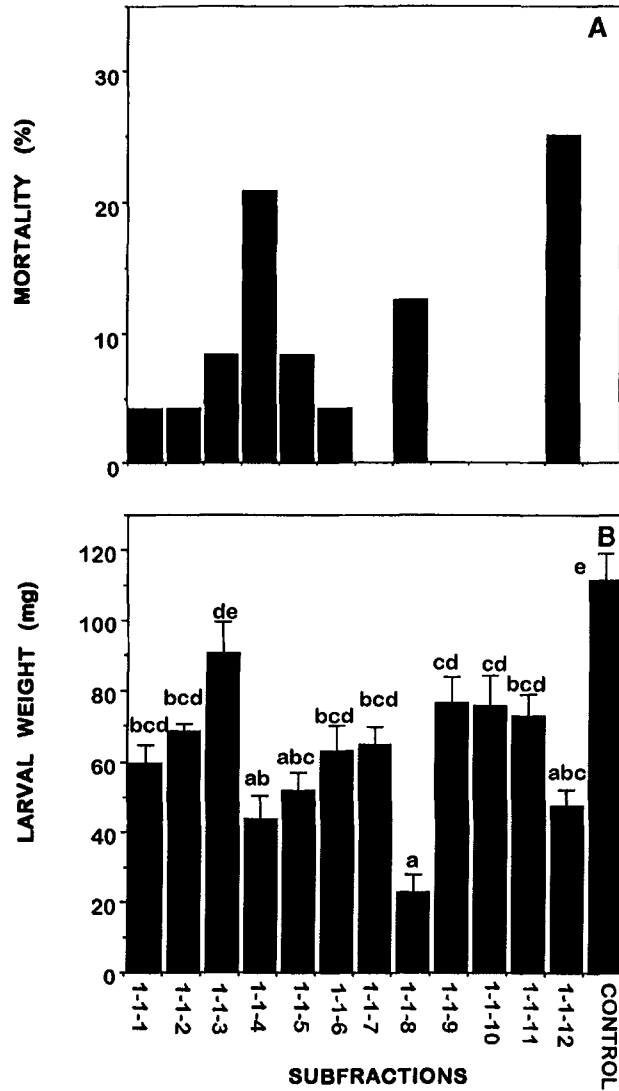 A
MORTALITY (%)
30
20
10
0
B
LARVAL WEIGHT (mg)
120
100
80
60
40
20
0
bcd
bcd
de
ab
abc
bcd
bcd
a
cd
cd
bcd
abc
e
1-1-1
1-1-2
1-1-3
1-1-4
1-1-5
1-1-6
1-1-7
1-1-8
1-1-9
1-1-10
1-1-11
1-1-12
CONTROL
SUBFRACTIONS